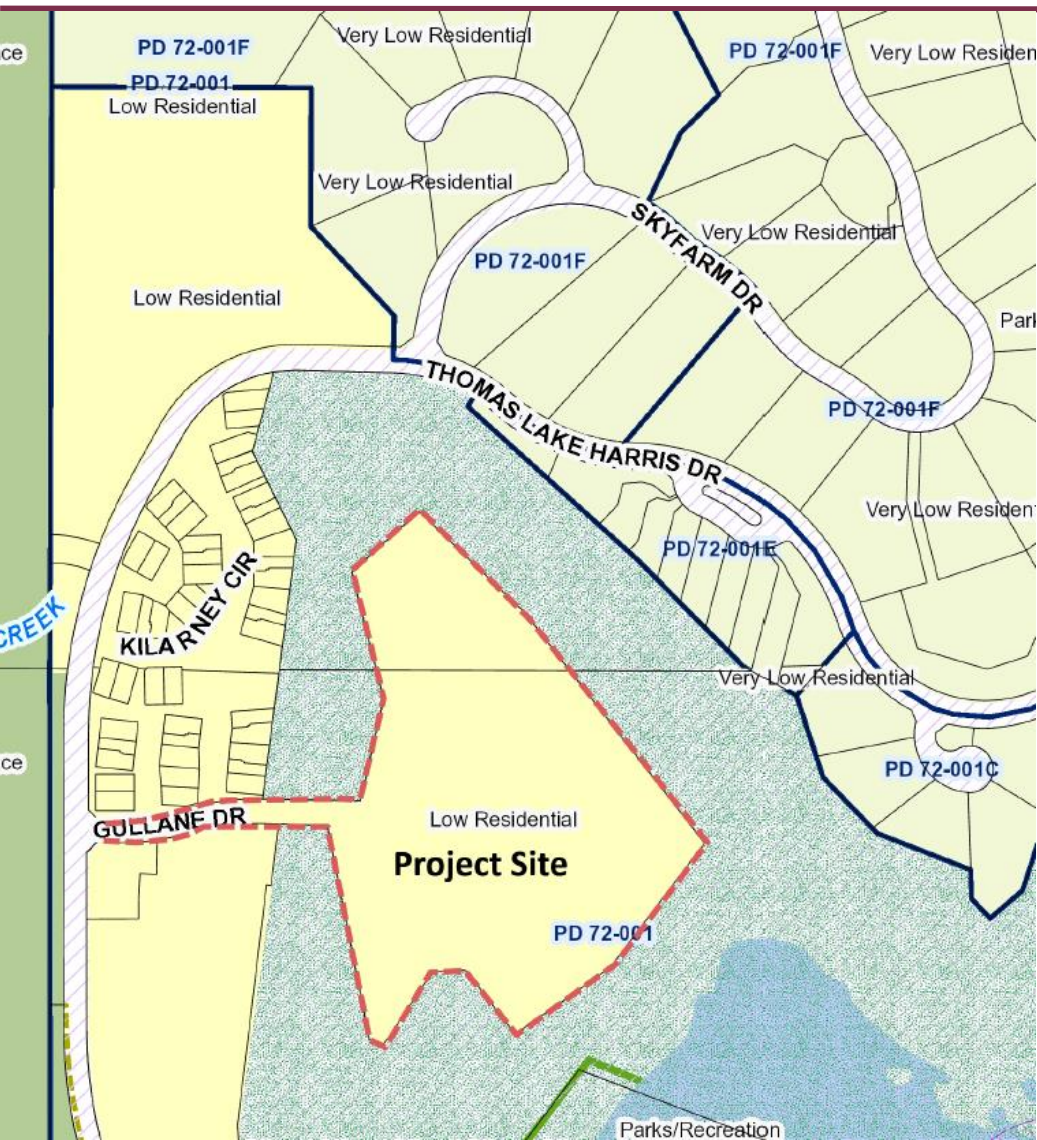 Very Low Residential
PD 72-001F
PD 72-001F
Very Low Residen
ce
PD 72-001
Low Residential
Very Low Residential
SKYFARM DR
Very Low Residential
PD 72-001F
Low Residential
Park
THOMAS LAKE HARRIS DR
PD 72-001F
Very Low Resident
PD 72-001E
KILARNEY CIR
CREEK
Very Low Residential
ce
PD 72-001C
GULLANE DR
Low Residential
Project Site
PD 72-001
Parks/Recreation